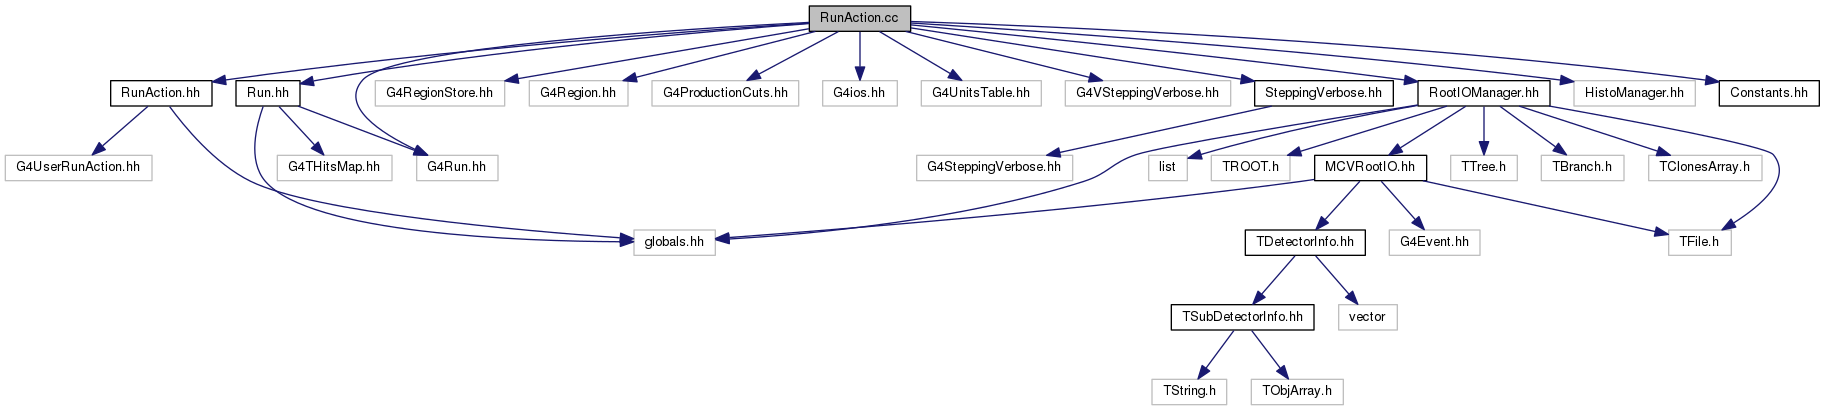 RunAction.cc
RunAction.hh
Run.hh
G4RegionStore.hh
G4Region.hh
G4ProductionCuts.hh
G4ios.hh
G4UnitsTable.hh
G4VSteppingVerbose.hh
SteppingVerbose.hh
RootIOManager.hh
HistoManager.hh
Constants.hh
G4UserRunAction.hh
G4THitsMap.hh
G4Run.hh
G4SteppingVerbose.hh
list
TROOT.h
MCVRootIO.hh
TTree.h
TBranch.h
TClonesArray.h
globals.hh
TDetectorInfo.hh
G4Event.hh
TFile.h
TSubDetectorInfo.hh
vector
TString.h
TObjArray.h